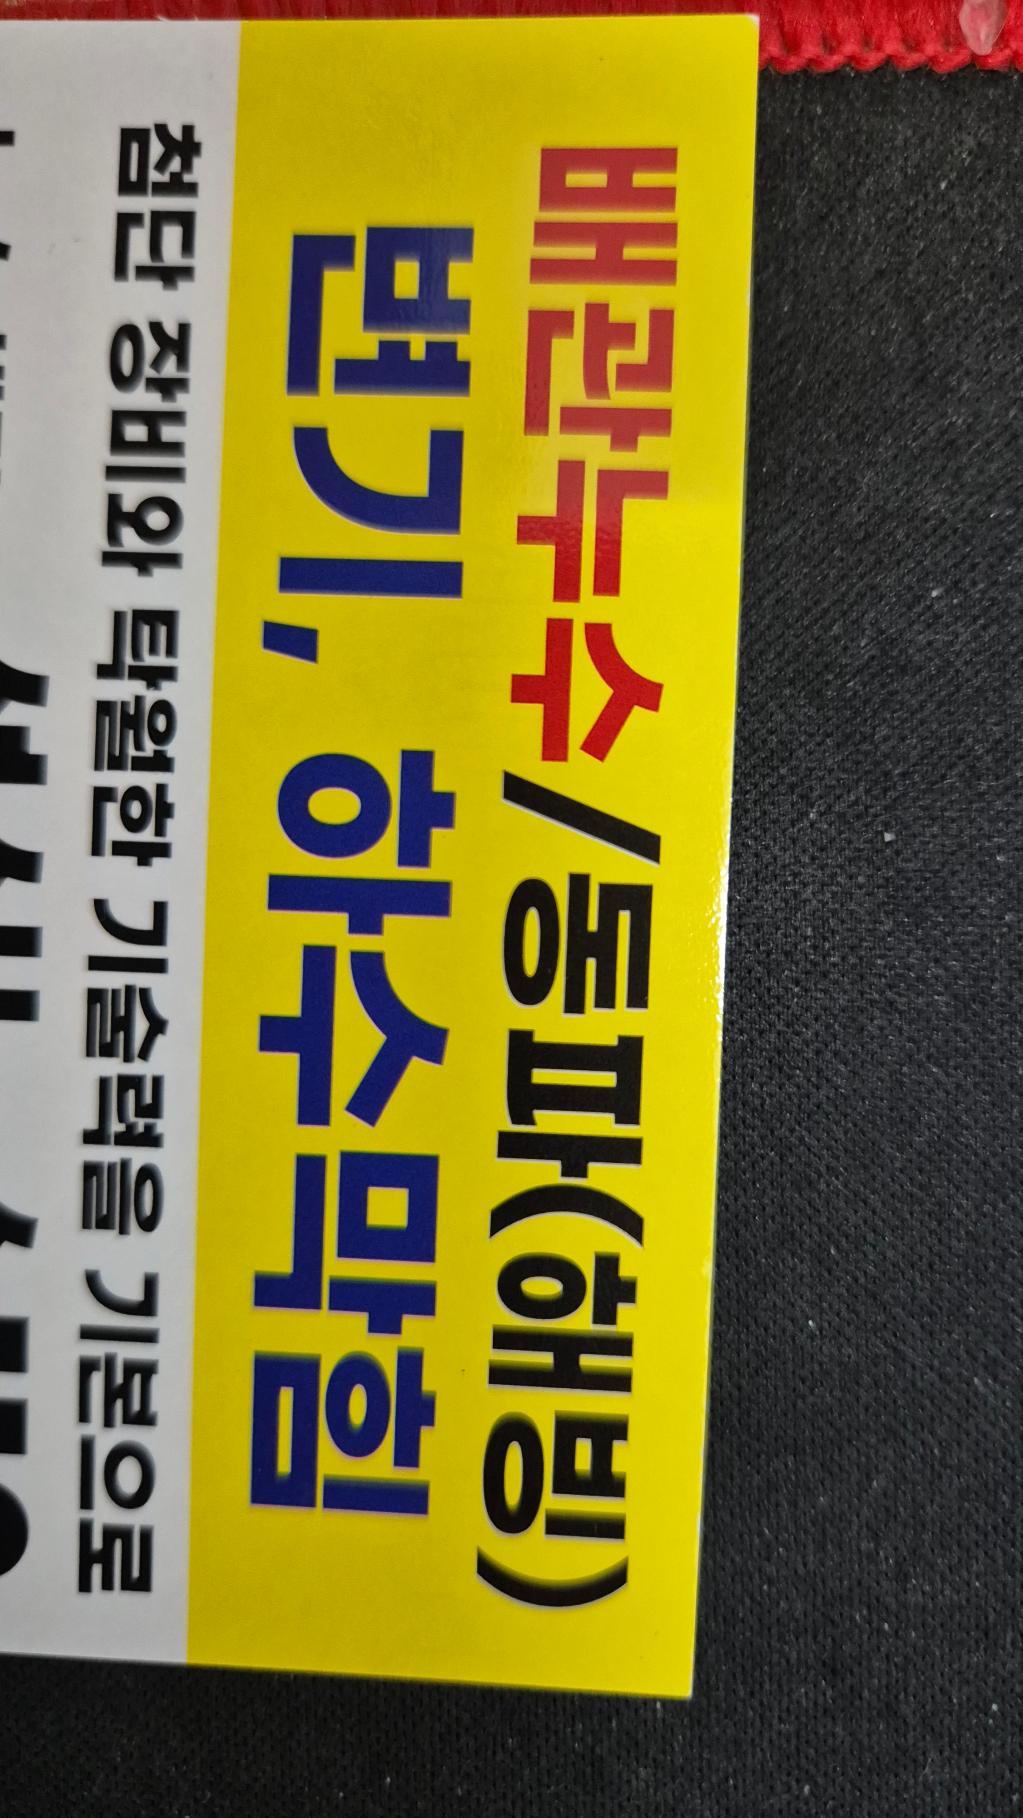 배관누수/동파(해빙)
변기, 하수막힘
첨단 장비와 탁월한 기술력을 기본으로